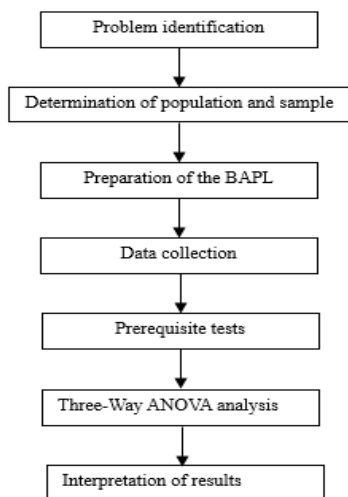 Problem identification
Determination of population and sample
Preparation of the BAPL
Data collection
Prerequisite tests
Three-Way ANOVA analysis
Interpretation of results